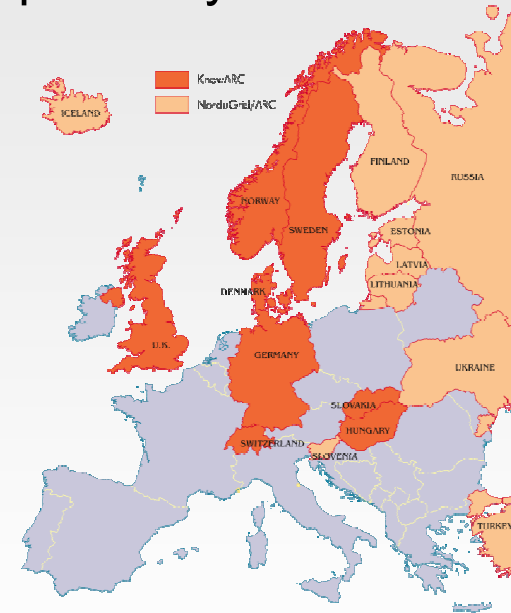 KnowARC
NorduGrid/ARC
ICELAND
FINLAND
RUSSIA
NORWAY
SWEDEN
ESTONIA
LATVIA
LITHUANIA
DENMARK
U.K.
GERMANY
UKRAINE
SLOVAKIA
HUNGARY
SWITZERLAND
SLOVENIA
TURKEY